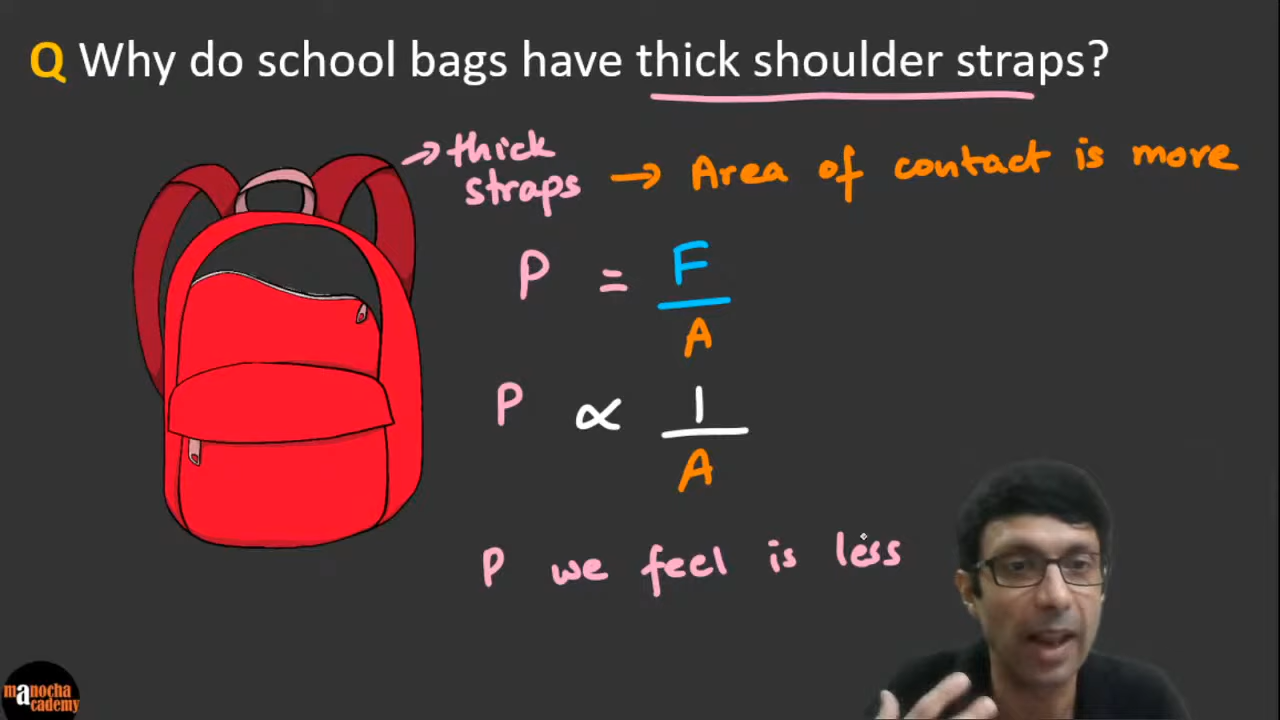 Q Why do school bags have thick shoulder straps?
thick
straps
→ Area of contact is more
P = F/A
P ∝ 1/A
P we feel is less
manocha
academy